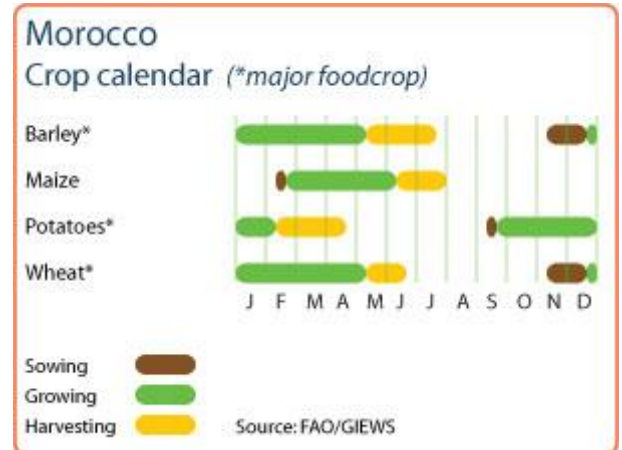 Morocco
Crop calendar (*major foodcrop)
Barley*
Maize
Potatoes*
Wheat*
J F M A M J J A S O N D
Sowing
Growing
Harvesting
Source: FAO/GIEWS